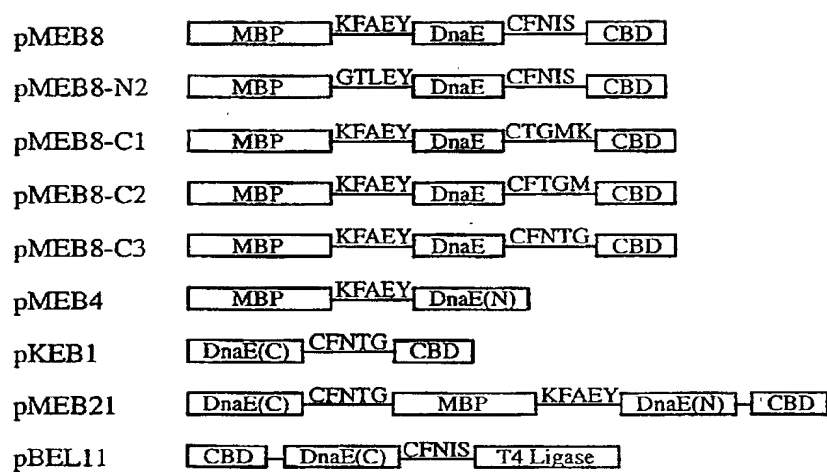 pMEB8 MBP KFAEY DnaE CFNIS CBD
pMEB8-N2 MBP GTLEY DnaE CFNIS CBD
pMEB8-C1 MBP KFAEY DnaE CTGMK CBD
pMEB8-C2 MBP KFAEY DnaE CFTGM CBD
pMEB8-C3 MBP KFAEY DnaE CFNTG CBD
pMEB4 MBP KFAEY DnaE(N)
pKEB1 DnaE(C) CFNTG CBD
pMEB21 DnaE(C) CFNTG MBP KFAEY DnaE(N) CBD
pBEL11 CBD DnaE(C) CFNIS T4 Ligase